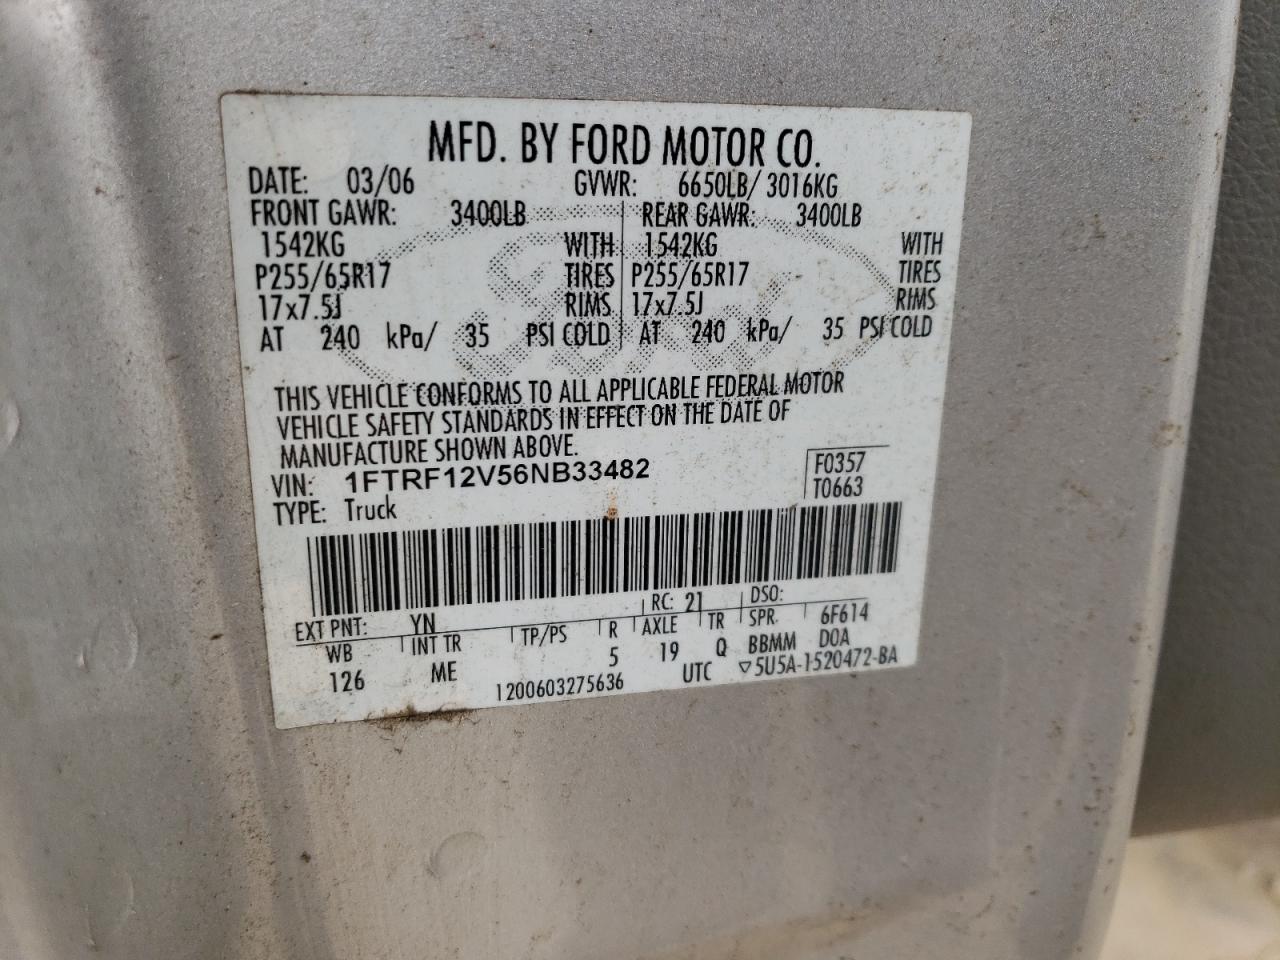 MFD. BY FORD MOTOR CO.
DATE: 03/06 GVWR: 6650LB/ 3016KG
FRONT GAWR: 3400LB REAR GAWR: 3400LB
1542KG WITH 1542KG WITH
P255/65R17 TIRES P255/65R17 TIRES
17x7.5J RIMS 17x7.5J RIMS
AT 240 kPa/ 35 PSI COLD AT 240 kPa/ 35 PSI COLD
THIS VEHICLE CONFORMS TO ALL APPLICABLE FEDERAL MOTOR
VEHICLE SAFETY STANDARDS IN EFFECT ON THE DATE OF
MANUFACTURE SHOWN ABOVE.
VIN: 1FTRF12V56NB33482 F0357
TYPE: Truck T0663
EXT PNT: YN RC: 21 DSO:
WB INT TR TP/PS R AXLE TR SPR 6F614
126 ME 5 19 Q BBMM DOA
1200603275636 UTC ▽5U5A-1520472-BA